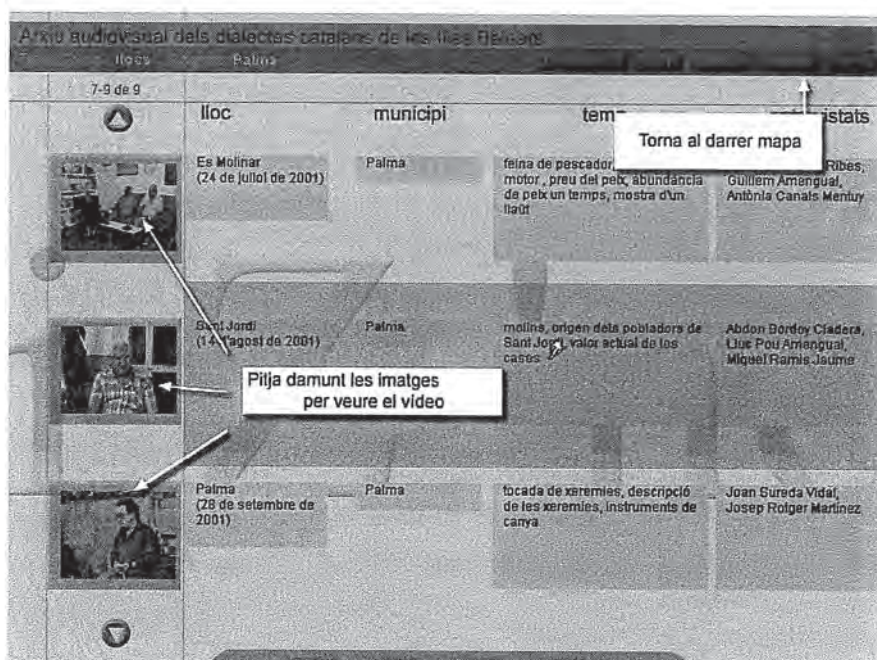 Arxiu audiovisual dels dialectes catalans de les Illes Balears
llocs Palma
7-9 de 9
lloc municipi tem istats
Torna al darrer mapa
Es Molinar
(24 de juliol de 2001)
Palma
feina de pescador,
motor , preu del peix, abundància
de peix un temps, mostra d'un
llaüt
Ribes,
Guillem Amengual,
Antònia Canals Mentuy
Sant Jordi
(14 d'agost de 2001)
Palma
molins, origen dels pobladors de
Sant Jordi, valor actual de les
cases
Abdon Bordoy Cladera,
Lluc Pou Amengual,
Miquel Ramis Jaume
Pitja damunt les imatges
per veure el vídeo
Palma
(28 de setembre de
2001)
Palma
tocada de xeremies, descripció
de les xeremies, instruments de
canya
Joan Sureda Vidal,
Josep Rotger Martínez